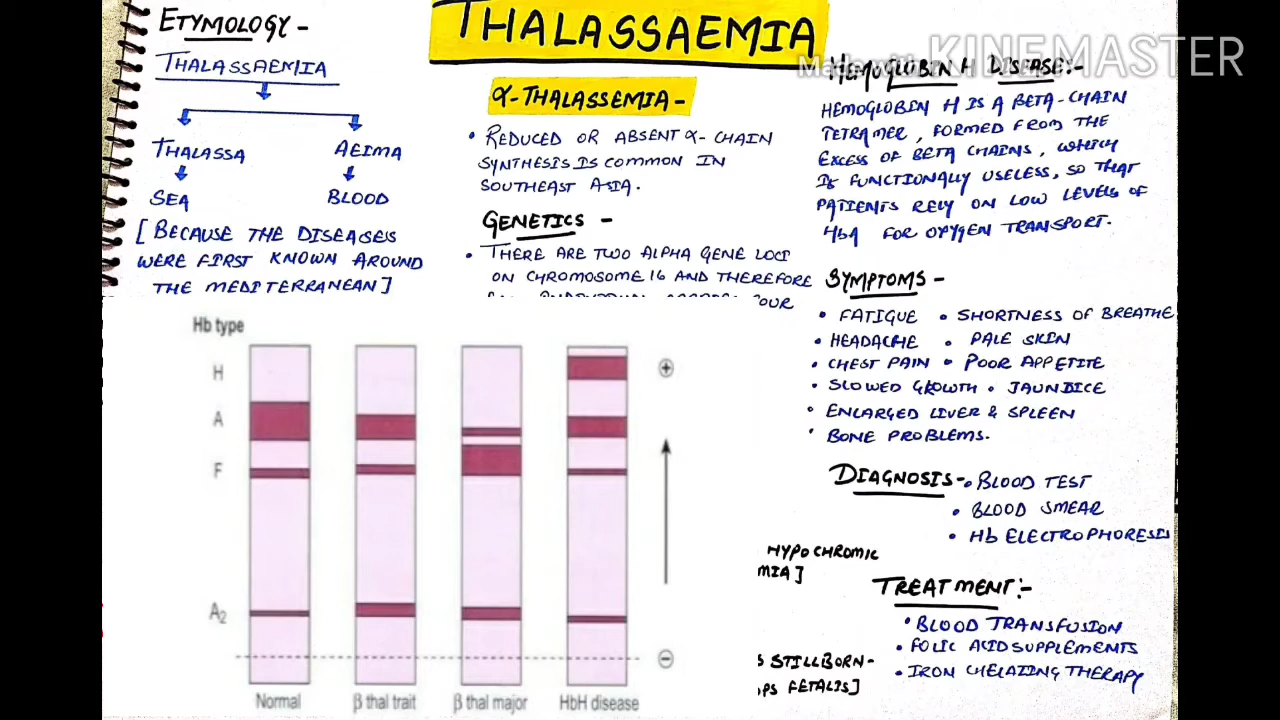 ETYMOLOGY -
THALASSAEMIA
THALASSA
AEIMA
SEA
BLOOD
[BECAUSE THE DISEASES
WERE FIRST KNOWN AROUND
THE MEDITERRANEAN]
THALASSAEMIA
α-THALASSEMIA -
• REDUCED OR ABSENT α-CHAIN
SYNTHESIS IS COMMON IN
SOUTHEAST ASIA.
GENETICS -
• THERE ARE TWO ALPHA GENE LOCI
ON CHROMOSOME 16 AND THEREFORE
OUR
KINEMASTER
HEMOGLOBIN H DISEASE:-
HEMOGLOBIN H IS A BETA-CHAIN
TETRAMER, FORMED FROM THE
EXCESS OF BETA CHAINS, WHICH
IS FUNCTIONALLY USELESS, SO THAT
PATIENTS RELY ON LOW LEVELS OF
HbA FOR OXYGEN TRANSPORT.
SYMPTOMS -
• FATIGUE • SHORTNESS OF BREATHE
• HEADACHE • PALE SKIN
• CHEST PAIN • POOR APPETITE
• SLOWED GROWTH • JAUNDICE
• ENLARGED LIVER & SPLEEN
• BONE PROBLEMS.
DIAGNOSIS - • BLOOD TEST
• BLOOD SMEAR
• Hb ELECTROPHORESIS
HYPOCHROMIC
MIA]
TREATMENT:-
• BLOOD TRANSFUSION
• FOLIC ACID SUPPLEMENTS
• IRON CHELAZING THERAPY
S STILLBORN-
OPS FETALIS]
Hb type
H
A
F
A₂
+
−
Normal
β thal trait
β thal major
HbH disease